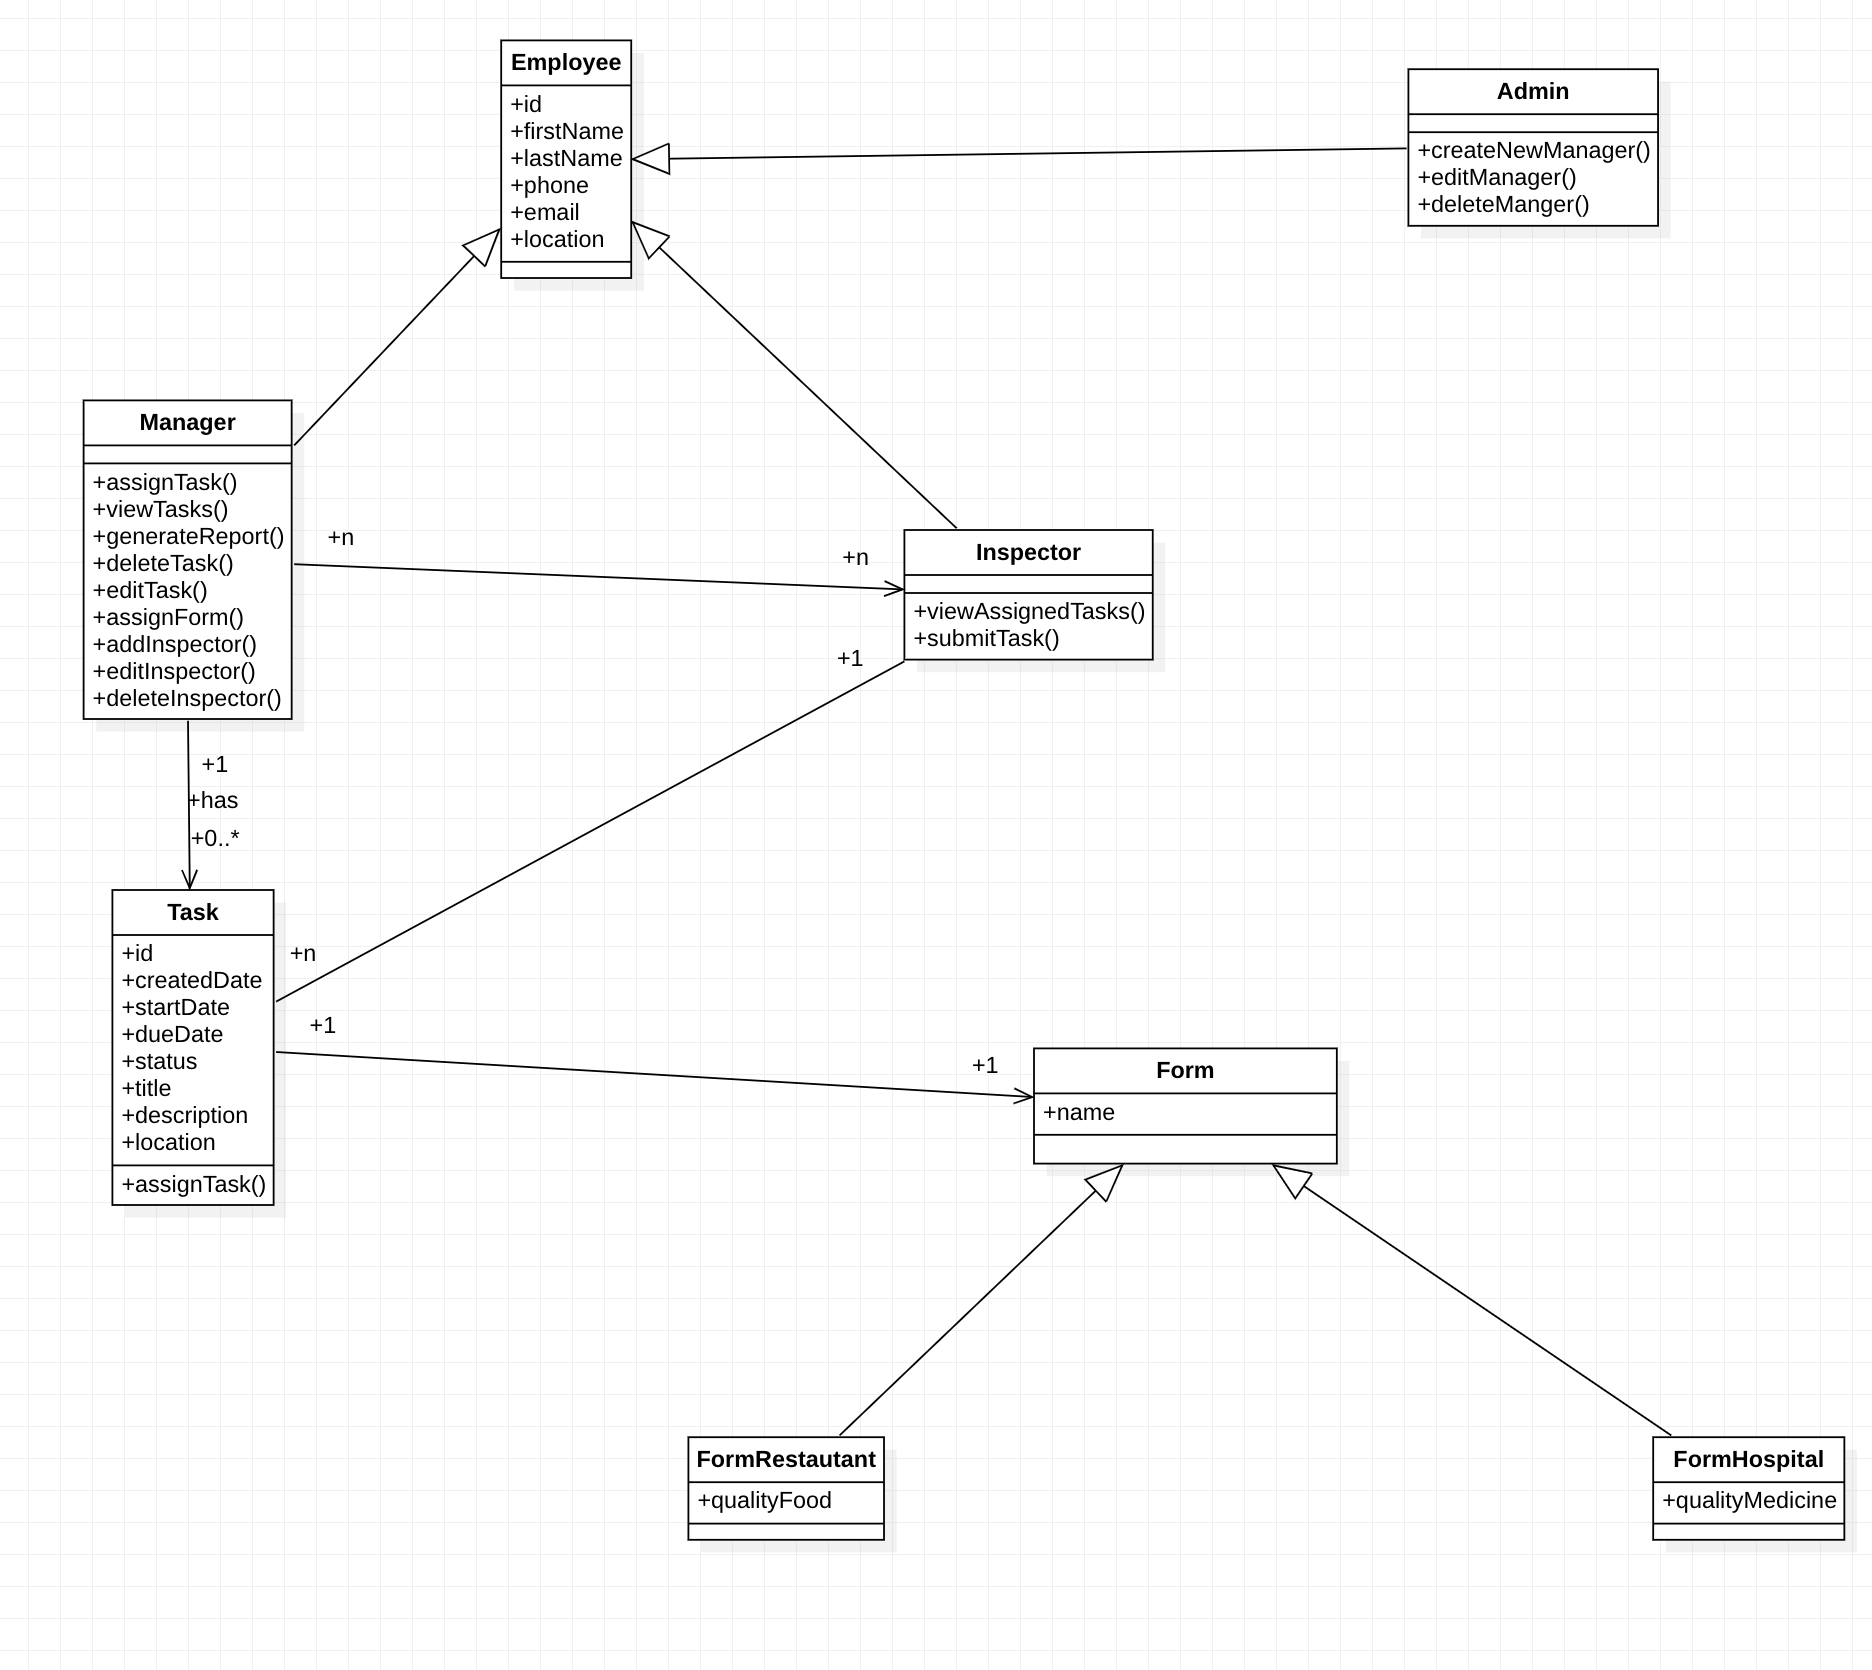 Employee
+id
+firstName
+lastName
+phone
+email
+location
Admin
+createNewManager()
+editManager()
+deleteManger()
Manager
+assignTask()
+viewTasks()
+generateReport()
+deleteTask()
+editTask()
+assignForm()
+addInspector()
+editInspector()
+deleteInspector()
+n
+n
Inspector
+viewAssignedTasks()
+submitTask()
+1
+1
+has
+0..*
Task
+id
+createdDate
+startDate
+dueDate
+status
+title
+description
+location
+assignTask()
+n
+1
+1
Form
+name
FormRestautant
+qualityFood
FormHospital
+qualityMedicine